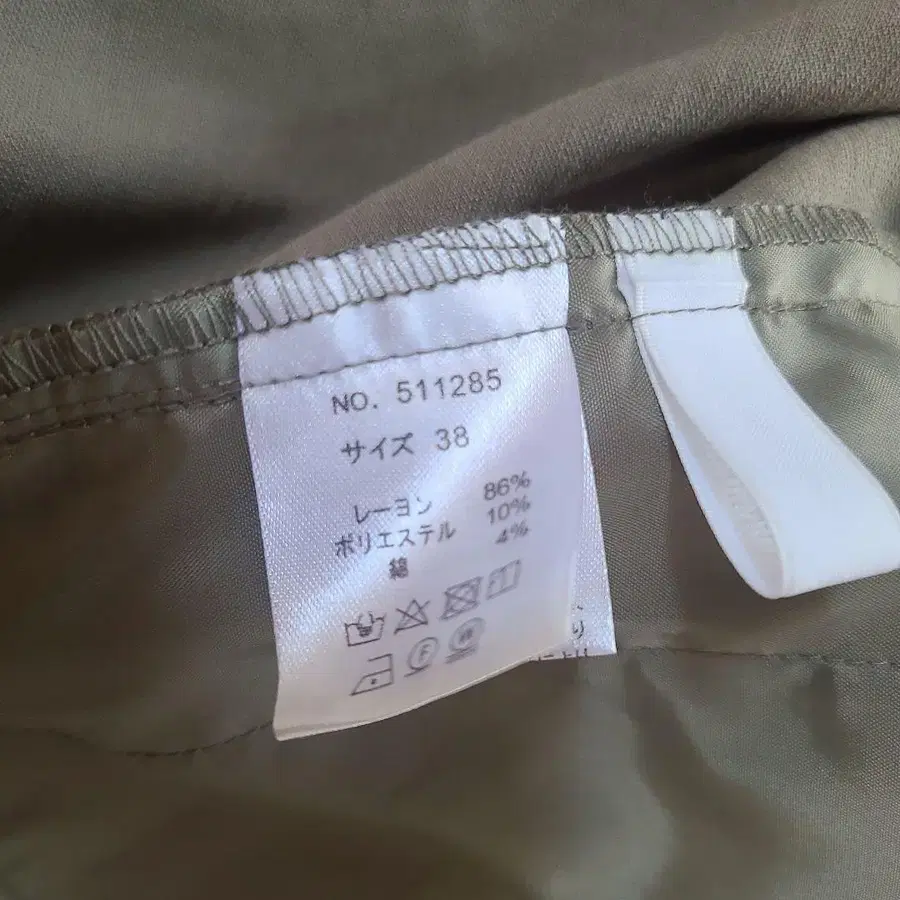 NO. 511285
サイズ 38
レーヨン 86%
ポリエステル 10%
綿 4%
F W
り